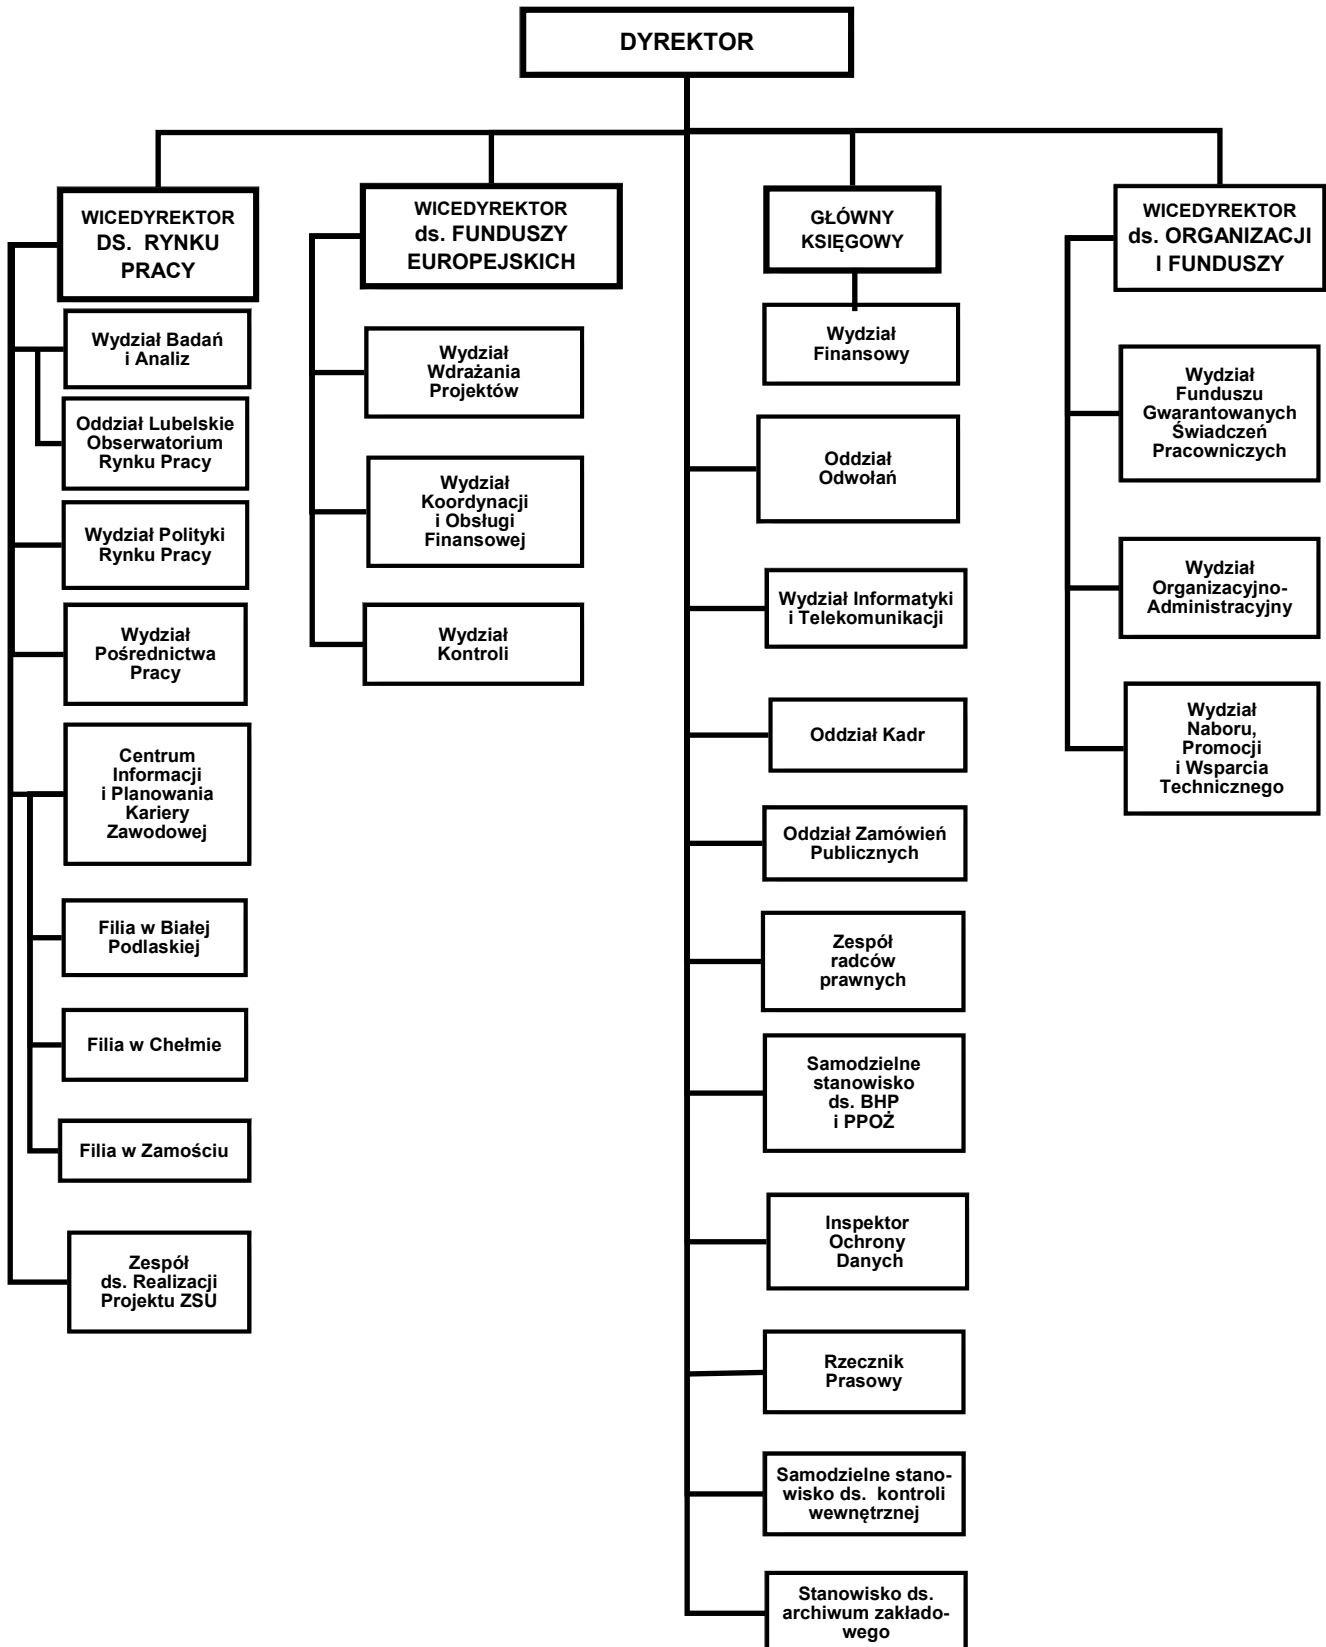 DYREKTOR
WICEDYREKTOR
DS. RYNKU
PRACY
Wydział Badań
i Analiz
Oddział Lubelskie
Obserwatorium
Rynku Pracy
Wydział Polityki
Rynku Pracy
Wydział
Pośrednictwa
Pracy
Centrum
Informacji
i Planowania
Kariery
Zawodowej
Filia w Białej
Podlaskiej
Filia w Chełmie
Filia w Zamościu
Zespół
ds. Realizacji
Projektu ZSU
WICEDYREKTOR
ds. FUNDUSZY
EUROPEJSKICH
Wydział
Wdrażania
Projektów
Wydział
Koordynacji
i Obsługi
Finansowej
Wydział
Kontroli
GŁÓWNY
KSIĘGOWY
Wydział
Finansowy
Oddział
Odwołań
Wydział Informatyki
i Telekomunikacji
Oddział Kadr
Oddział Zamówień
Publicznych
Zespół
radców
prawnych
Samodzielne
stanowisko
ds. BHP
i PPOŻ
Inspektor
Ochrony
Danych
Rzecznik
Prasowy
Samodzielne stano-
wisko ds. kontroli
wewnętrznej
Stanowisko ds.
archiwum zakłado-
wego
WICEDYREKTOR
ds. ORGANIZACJI
I FUNDUSZY
Wydział
Funduszu
Gwarantowanych
Świadczeń
Pracowniczych
Wydział
Organizacyjno-
Administracyjny
Wydział
Naboru,
Promocji
i Wsparcia
Technicznego